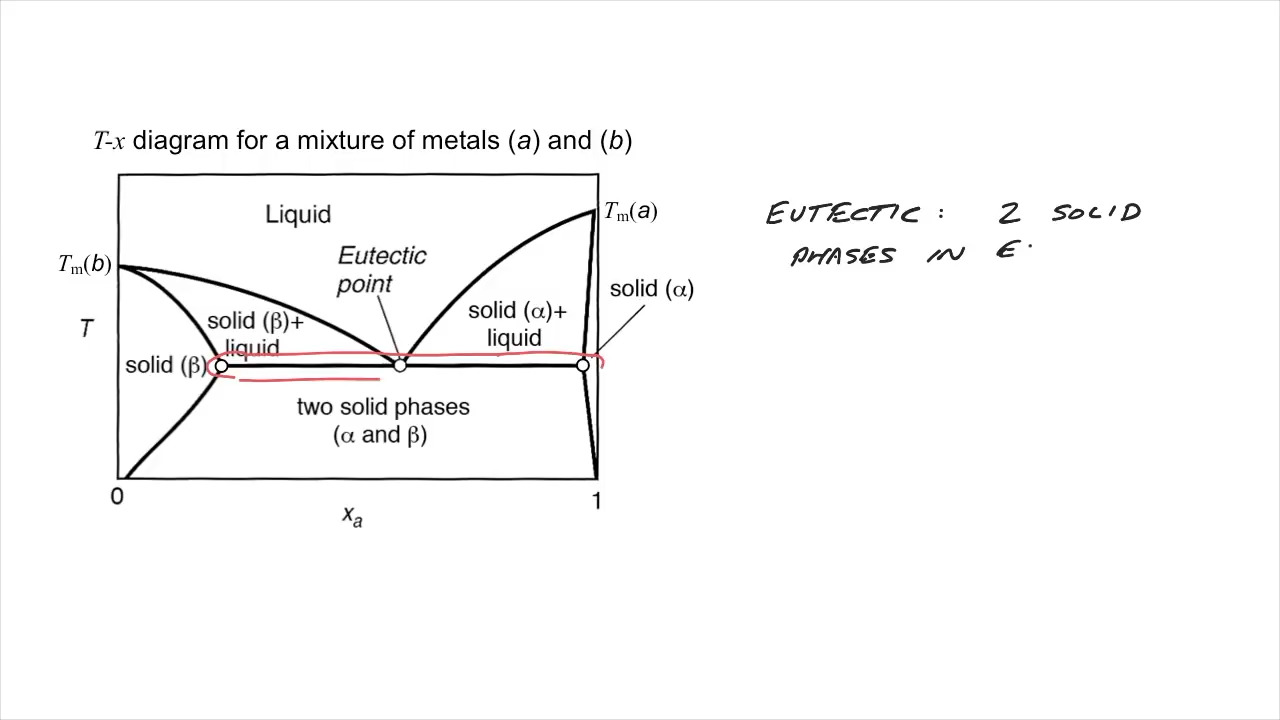 T-x diagram for a mixture of metals (a) and (b)
Liquid
Tm(a)
EUTECTIC: 2 SOLID
PHASES IN E
Eutectic
point
Tm(b)
solid (α)
solid (α)+
liquid
solid (β)+
liquid
T
solid (β)
two solid phases
(α and β)
0
1
xa